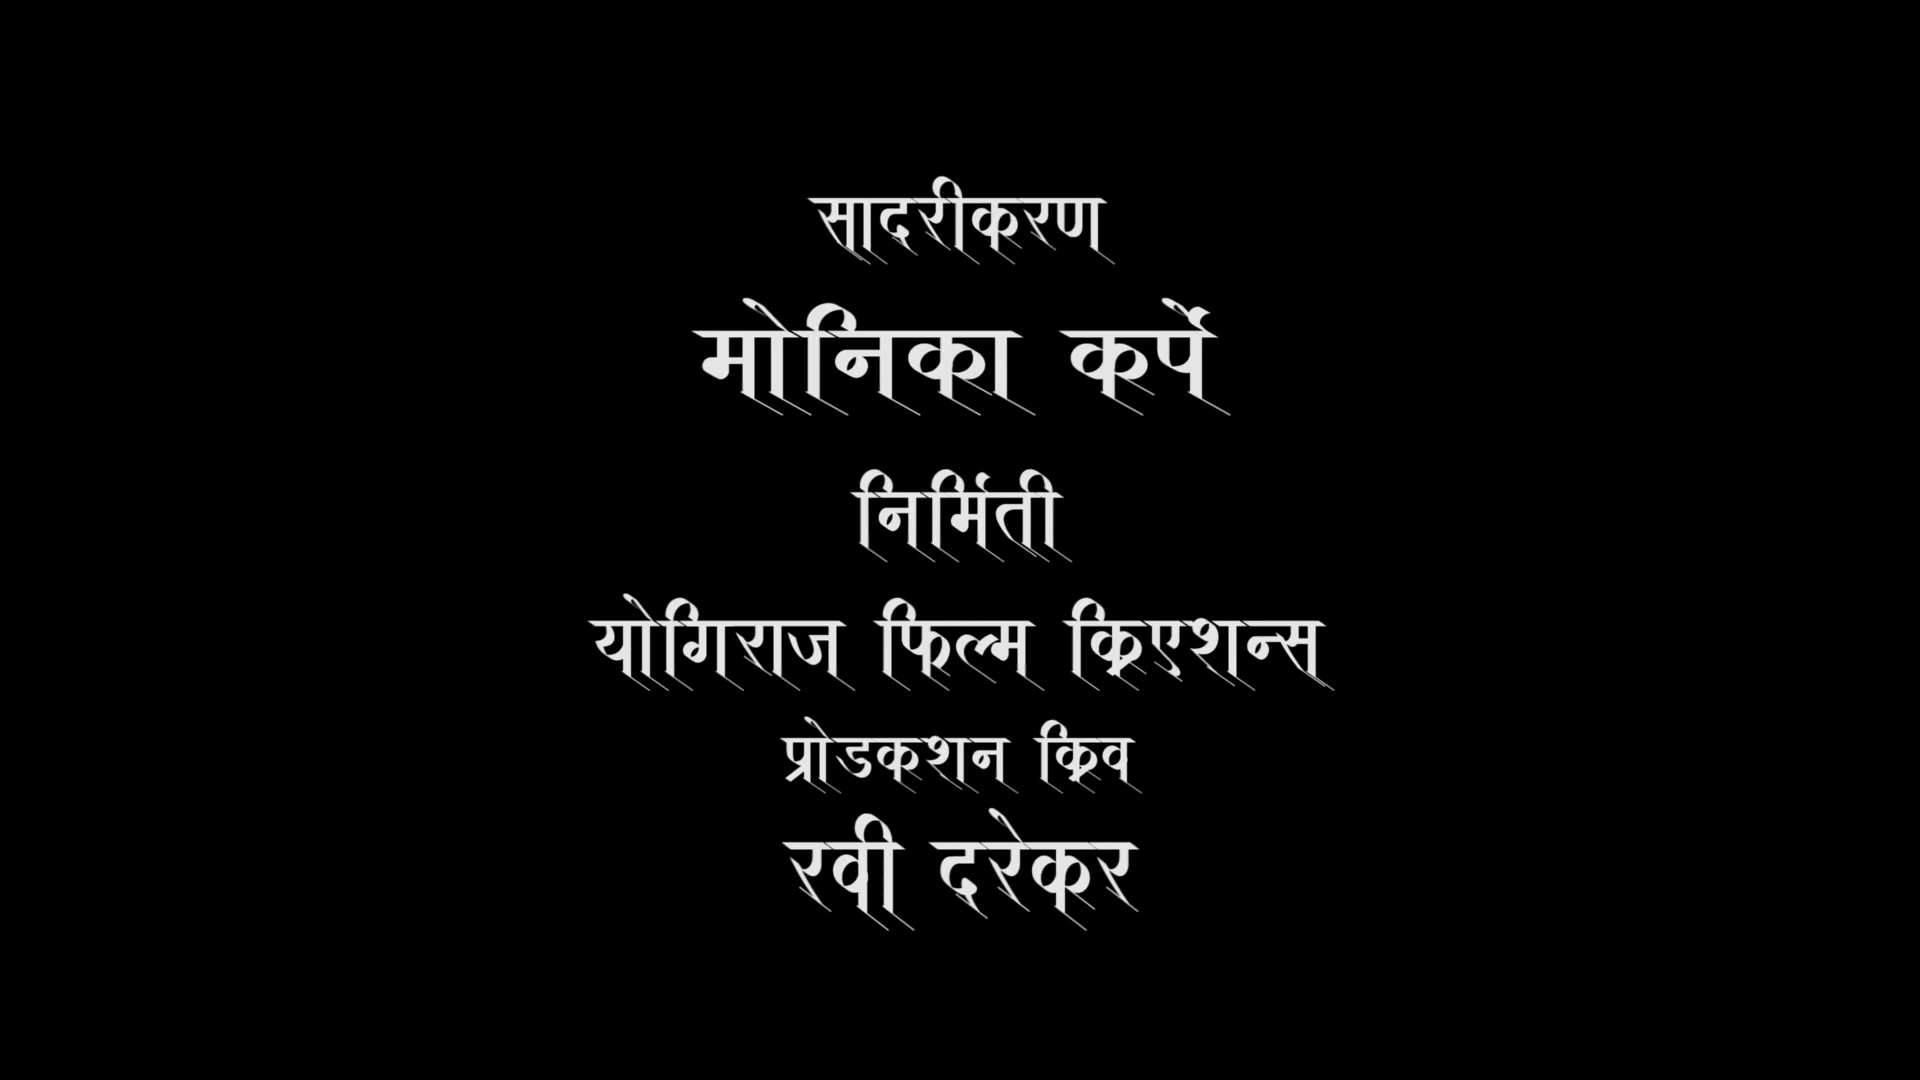 सादरीकरण
मोनिका कर्पे
निर्मिती
योगिराज फिल्म क्रिएशन्स
प्रोडकशन क्रिव
रवी दरेकर